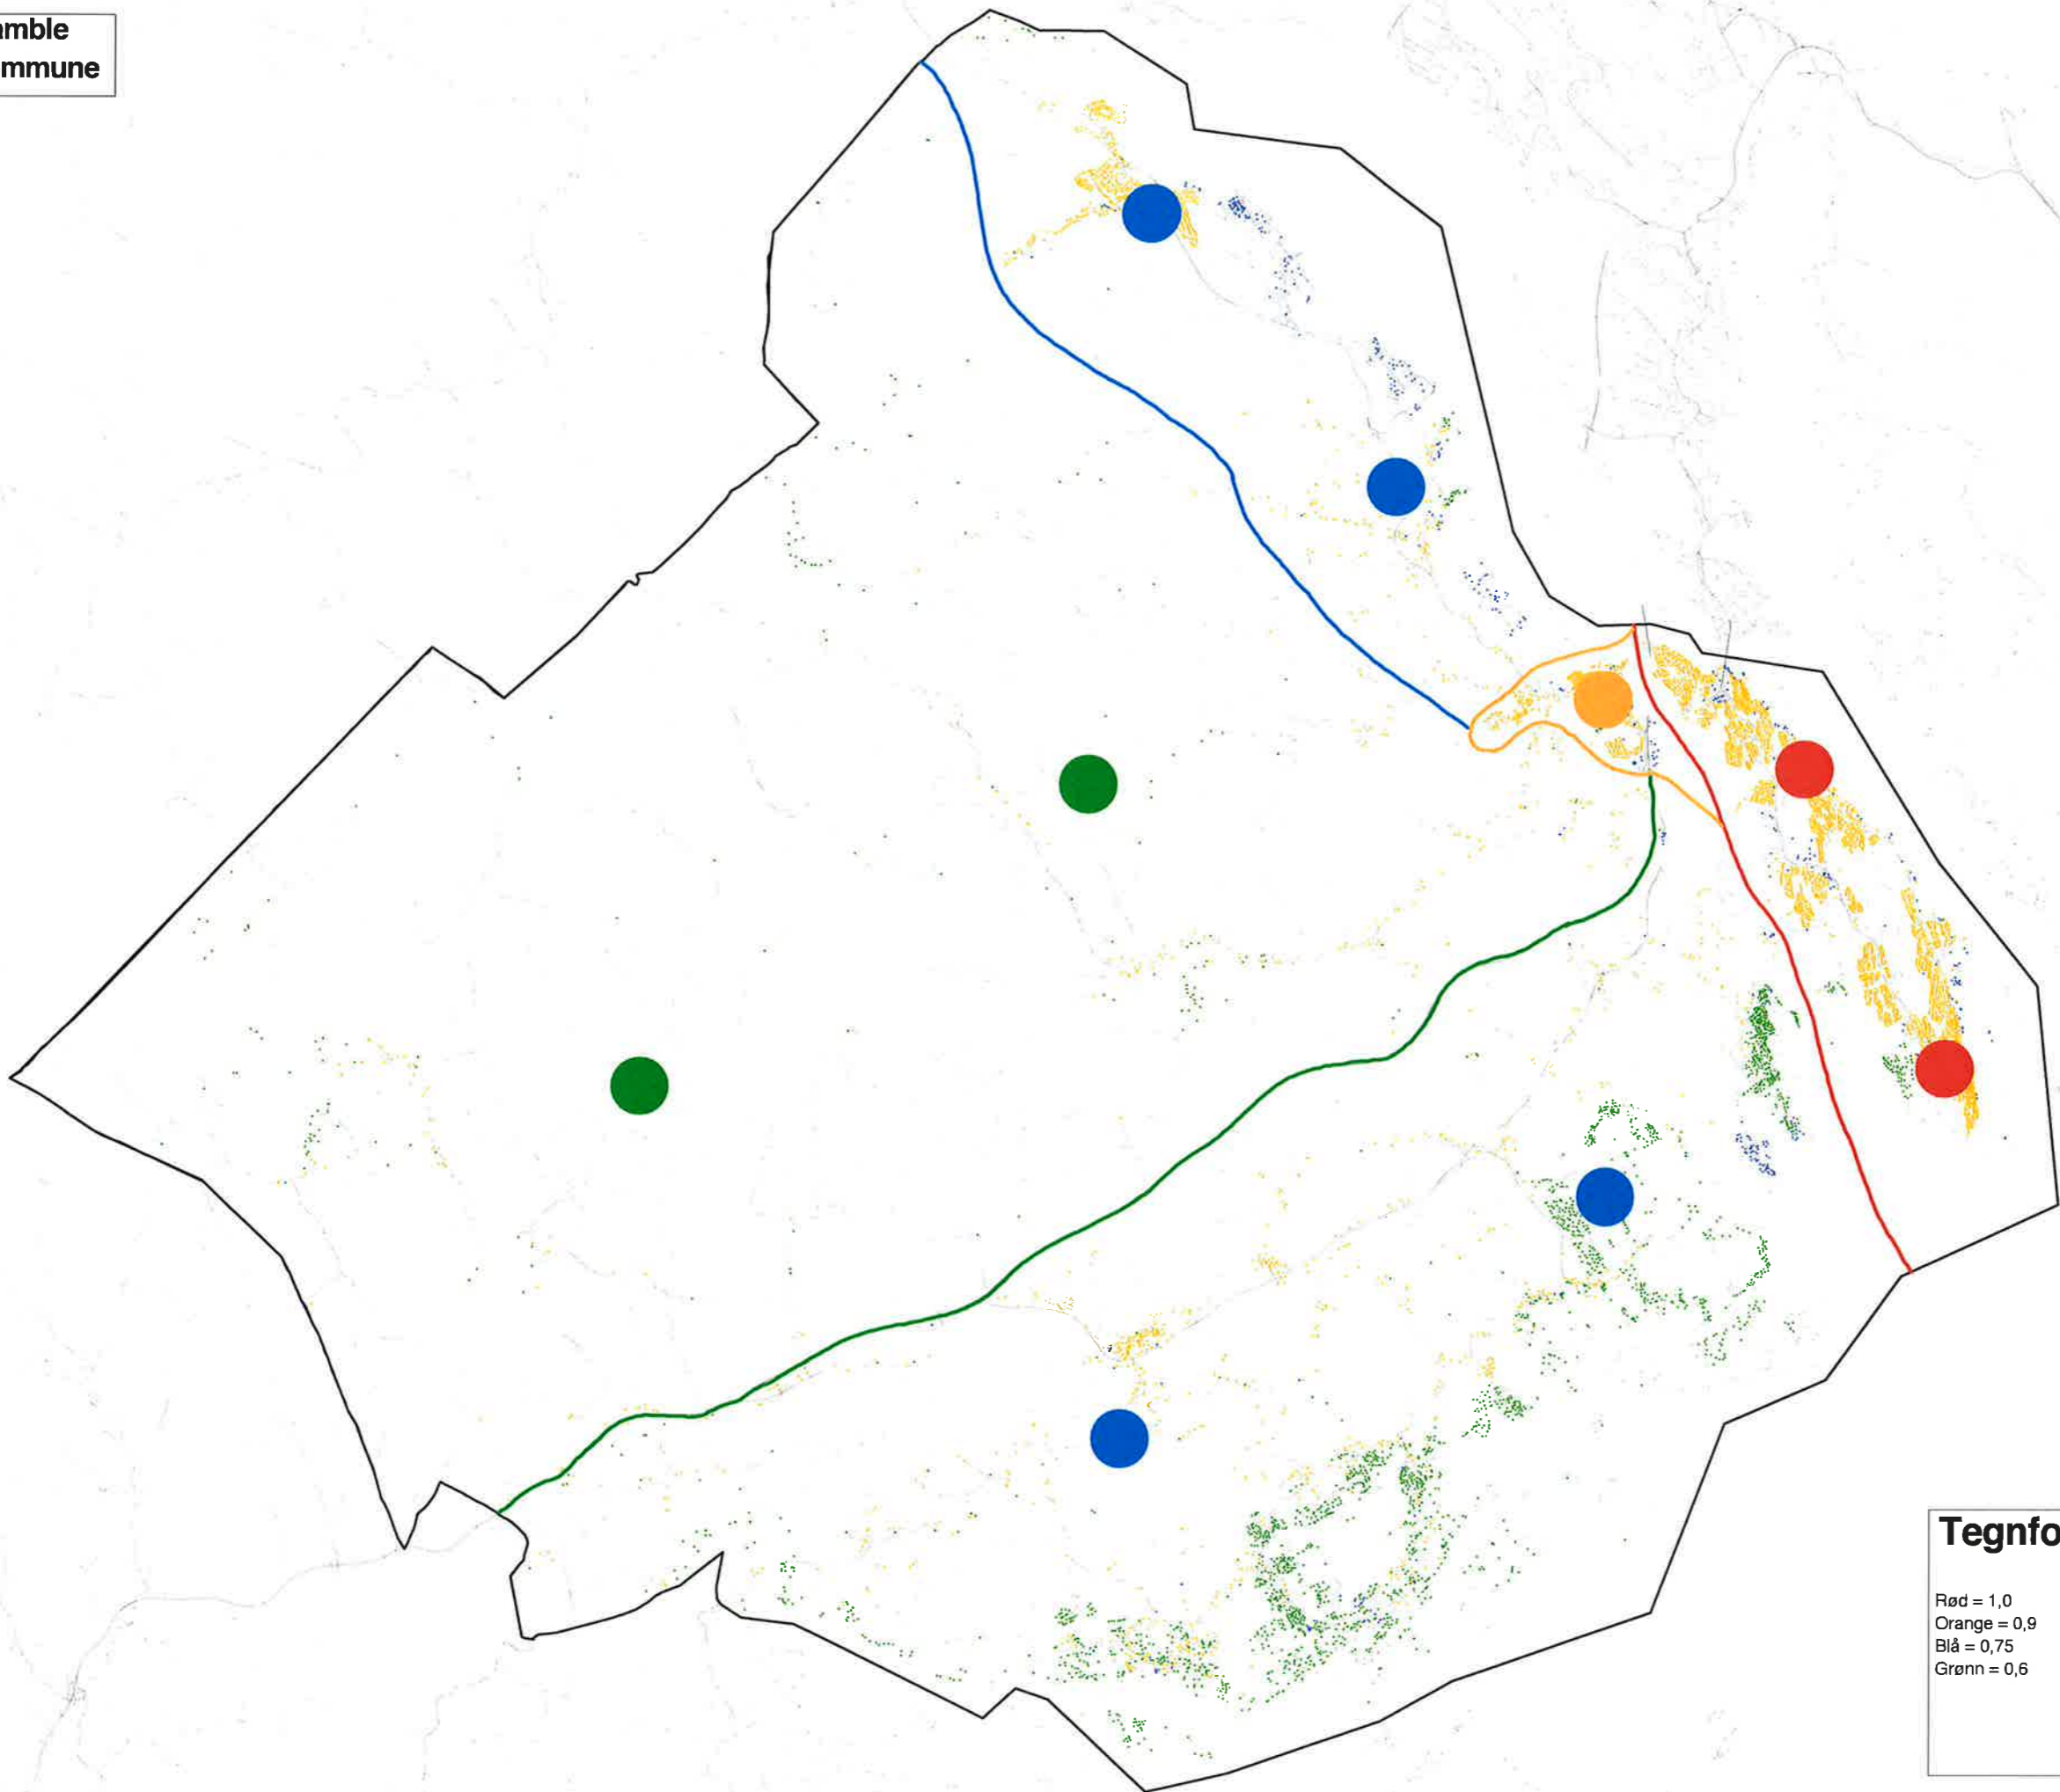 amble
mmune
Tegnfo
Rød = 1,0
Orange = 0,9
Blå = 0,75
Grønn = 0,6